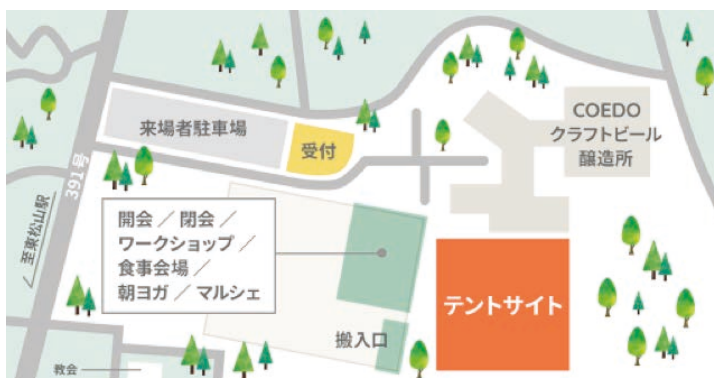 COEDO
クラフトビール
醸造所
来場者駐車場
受付
391号
至東松山駅
開会 / 閉会 /
ワークショップ /
食事会場 /
朝ヨガ / マルシェ
テントサイト
搬入口
教会